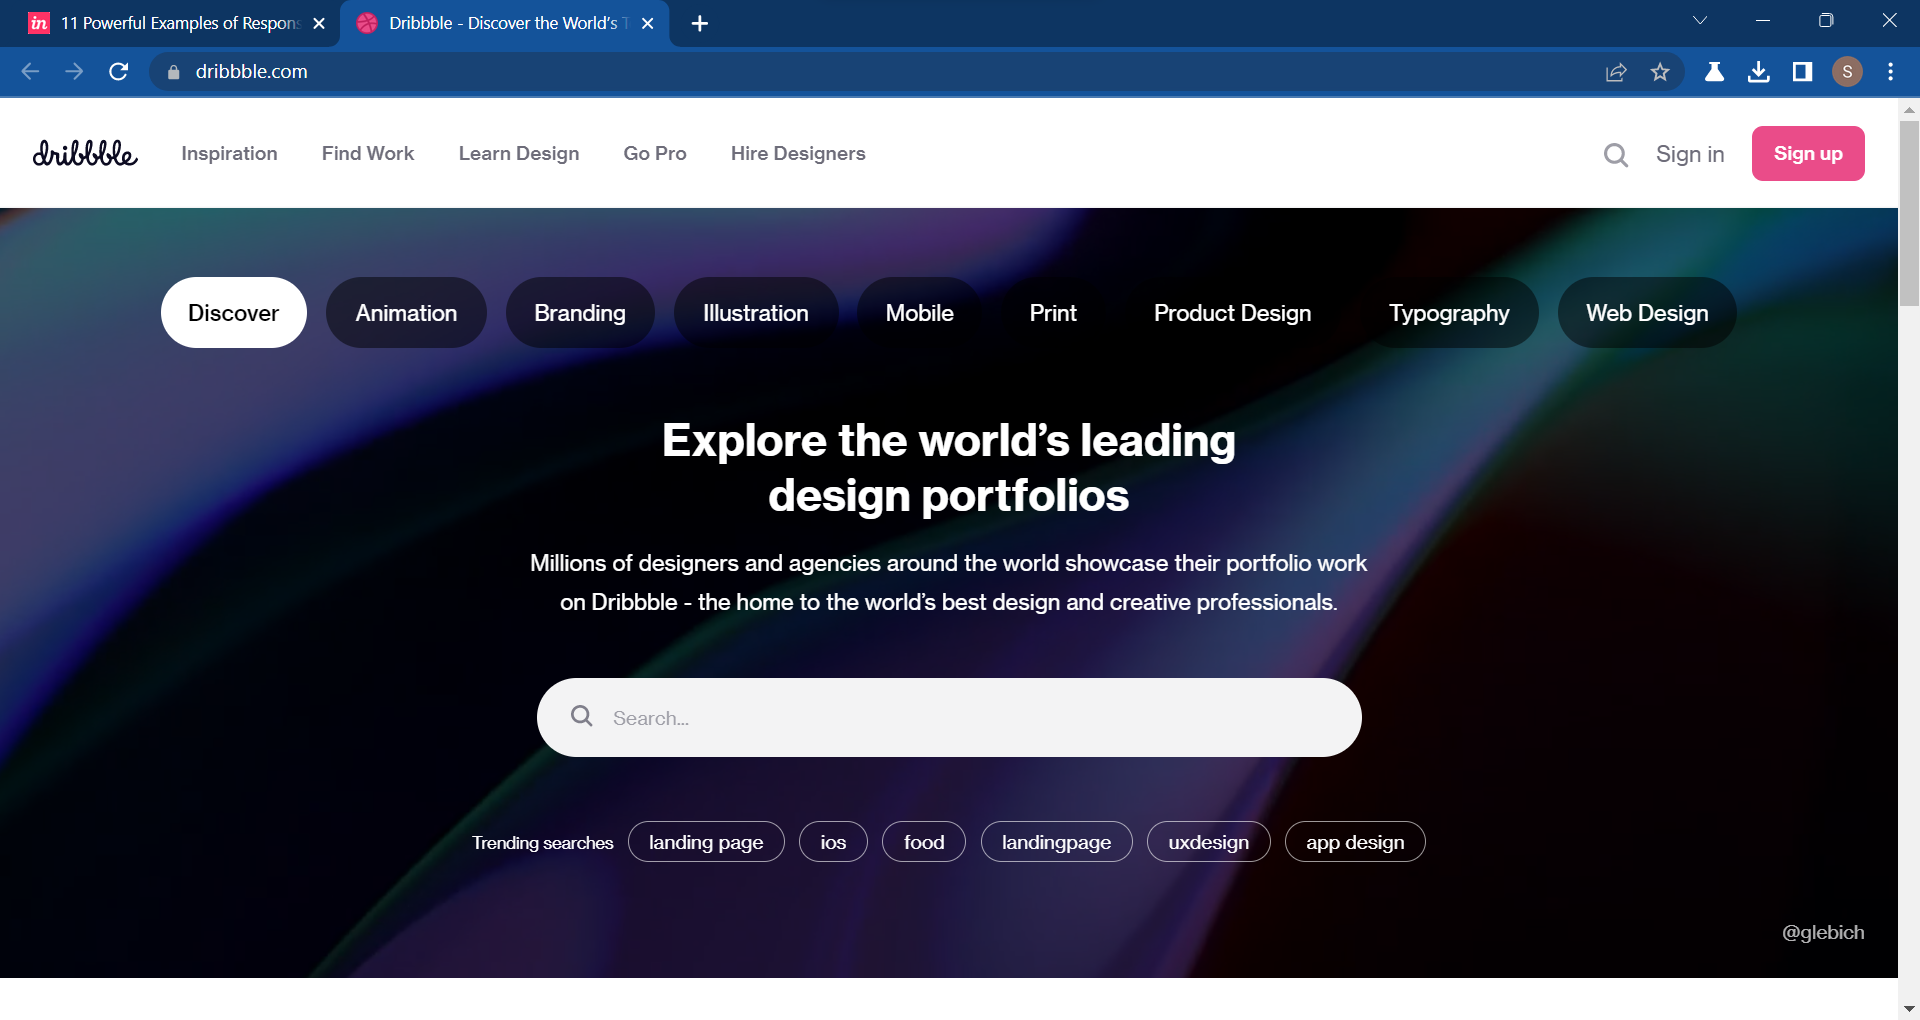 in 11 Powerful Examples of Respons
Dribbble - Discover the World's T
dribbble.com
S
dribbble Inspiration Find Work Learn Design Go Pro Hire Designers Sign in Sign up
Discover Animation Branding Illustration Mobile Print Product Design Typography Web Design
Explore the world's leading
design portfolios
Millions of designers and agencies around the world showcase their portfolio work
on Dribbble - the home to the world's best design and creative professionals.
Search...
Trending searches landing page ios food landingpage uxdesign app design
@glebich